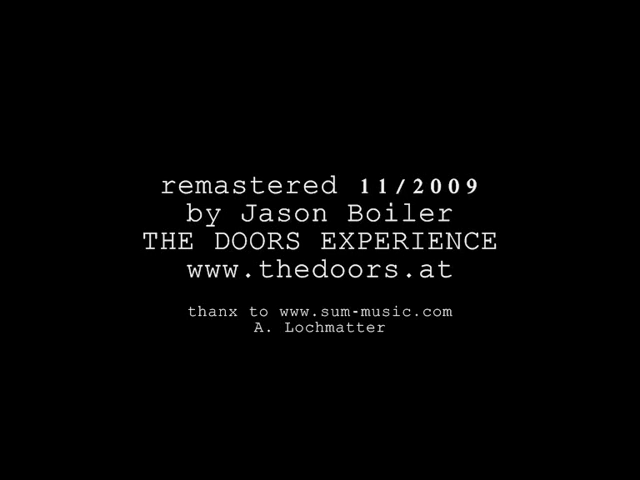 remastered 11/2009
by Jason Boiler
THE DOORS EXPERIENCE
www.thedoors.at
thanx to www.sum-music.com
A. Lochmatter